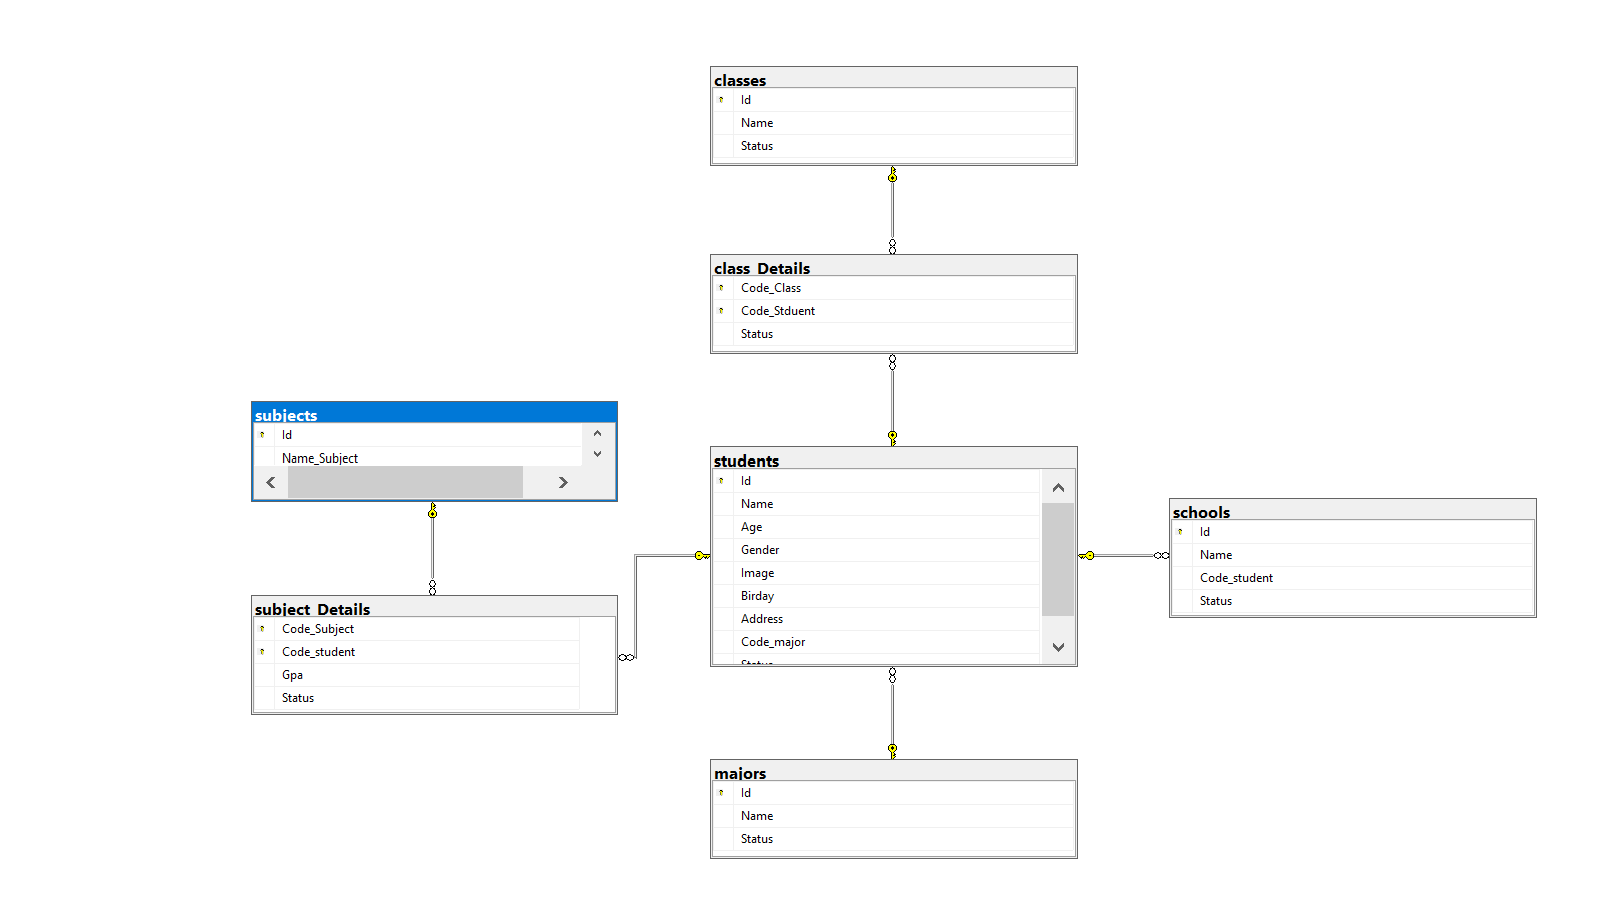 classes
Id
Name
Status
class_Details
Code_Class
Code_Stduent
Status
subjects
Id
Name_Subject
subject_Details
Code_Subject
Code_student
Gpa
Status
students
Id
Name
Age
Gender
Image
Birday
Address
Code_major
Status
schools
Id
Name
Code_student
Status
majors
Id
Name
Status